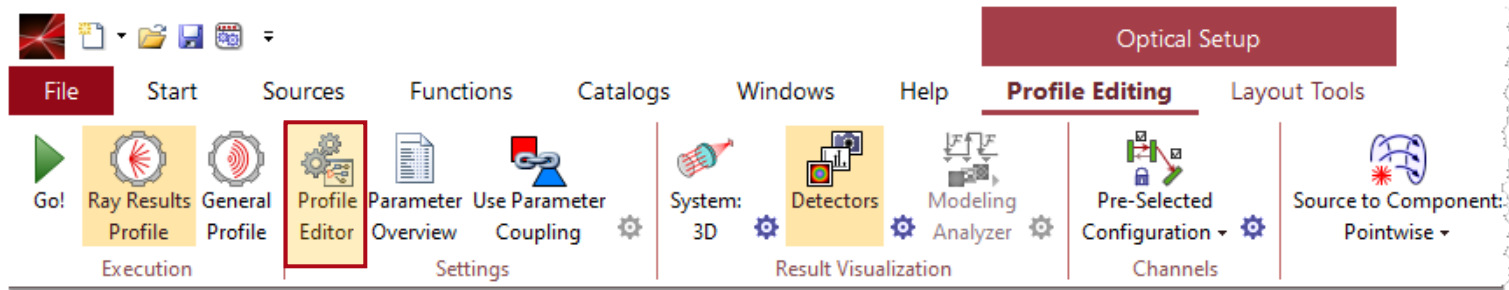 Optical Setup
File Start Sources Functions Catalogs Windows Help Profile Editing Layout Tools
Go! Ray Results General Profile Parameter Use Parameter System: Detectors Modeling Pre-Selected Source to Component:
Profile Profile Editor Overview Coupling 3D Analyzer Configuration Pointwise
Execution Settings Result Visualization Channels